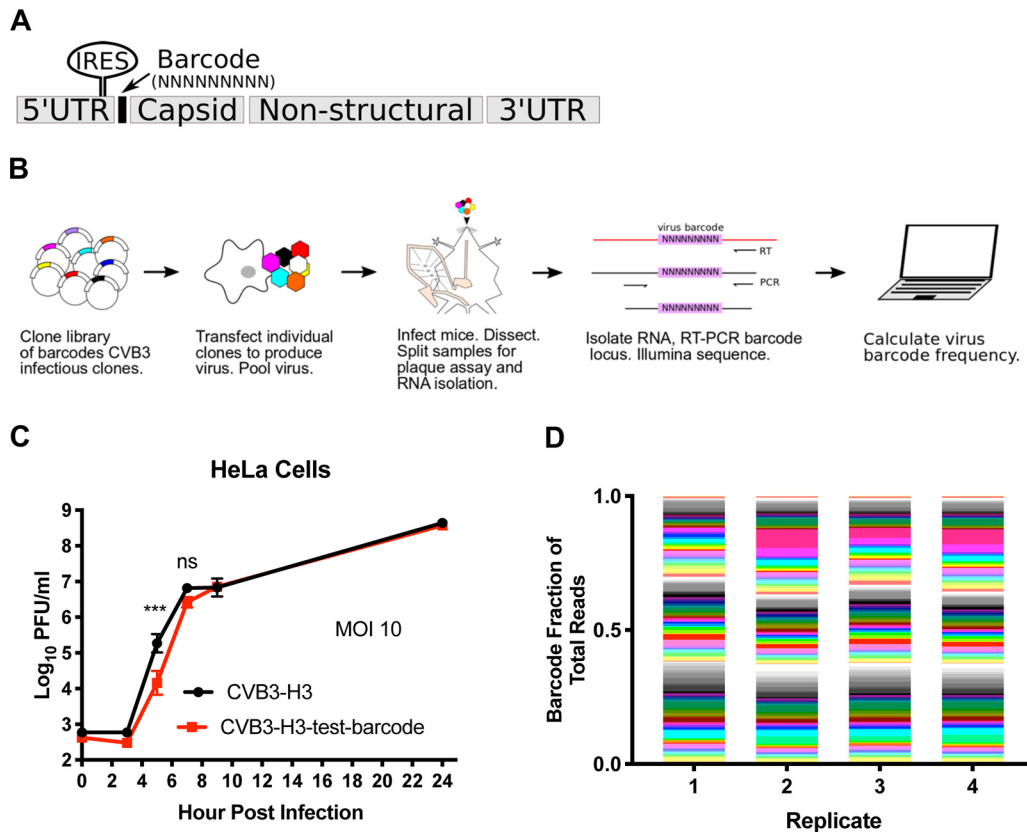 A
IRES
Barcode
(NNNNNNNNN)
5'UTR Capsid Non-structural 3'UTR
B
virus barcode
NNNNNNNNN
RT
NNNNNNNNN
PCR
NNNNNNNNN
Clone library
of barcodes CVB3
infectious clones.
Transfect individual
clones to produce
virus. Pool virus.
Infect mice. Dissect.
Split samples for
plaque assay and
RNA isolation.
Isolate RNA, RT-PCR barcode
locus. Illumina sequence.
Calculate virus
barcode frequency.
C
HeLa Cells
Log10 PFU/ml
9
8
7
6
5
4
3
2
ns
***
MOI 10
CVB3-H3
CVB3-H3-test-barcode
0 2 4 6 8 10 12 14 16 18 20 22 24
Hour Post Infection
D
Barcode Fraction of
Total Reads
1.0
0.5
0.0
1 2 3 4
Replicate